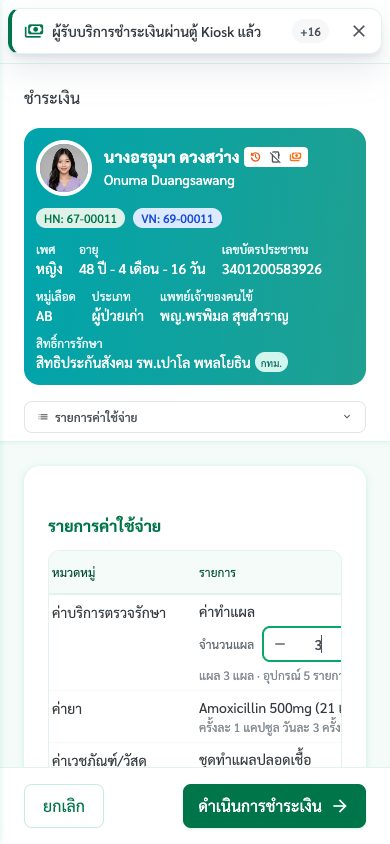 ผู้รับบริการชำระเงินผ่านตู้ Kiosk แล้ว +16
ชำระเงิน
นางอรอุมา ดวงสว่าง
Onuma Duangsawang
HN: 67-00011 VN: 69-00011
เพศ อายุ เลขบัตรประชาชน
หญิง 48 ปี - 4 เดือน - 16 วัน 3401200583926
หมู่เลือด ประเภท แพทย์เจ้าของคนไข้
AB ผู้ป่วยเก่า พญ.พรพิมล สุขสำราญ
สิทธิ์การรักษา
สิทธิประกันสังคม รพ.เปาโล พหลโยธิน กทม.
รายการค่าใช้จ่าย
รายการค่าใช้จ่าย
หมวดหมู่ รายการ
ค่าบริการตรวจรักษา ค่าทำแผล
จำนวนแผล 3
แผล 3 แผล · อุปกรณ์ 5
ค่ายา Amoxicillin 500mg (21
ครั้งละ 1 แคปซูล วันละ 3
ค่าเวชภัณฑ์/วัสดุ ชุดทำแผลปลอดเชื้อ
ยกเลิก ดำเนินการชำระเงิน